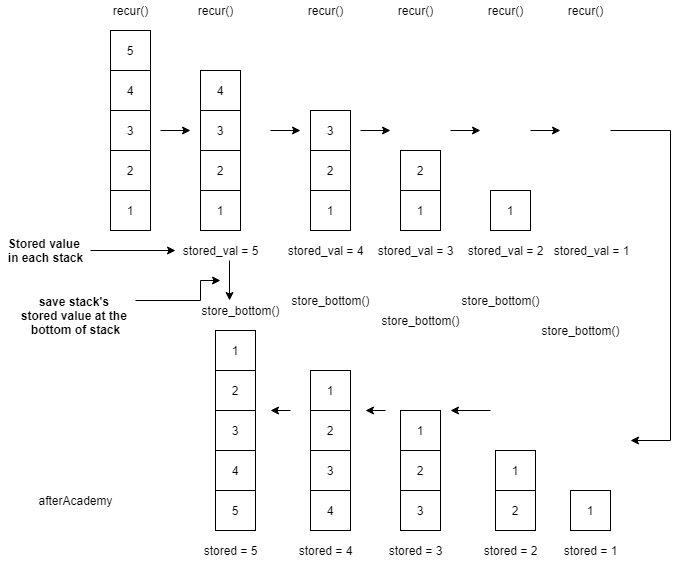 recur() recur() recur() recur() recur() recur()
5
4 4
3 3 3
2 2 2 2
1 1 1 1 1
Stored value
in each stack
stored_val = 5 stored_val = 4 stored_val = 3 stored_val = 2 stored_val = 1
save stack's
stored value at the
bottom of stack
store_bottom() store_bottom() store_bottom() store_bottom() store_bottom()
1
2 1
3 2 1
4 3 2 1
5 4 3 2 1
afterAcademy
stored = 5 stored = 4 stored = 3 stored = 2 stored = 1